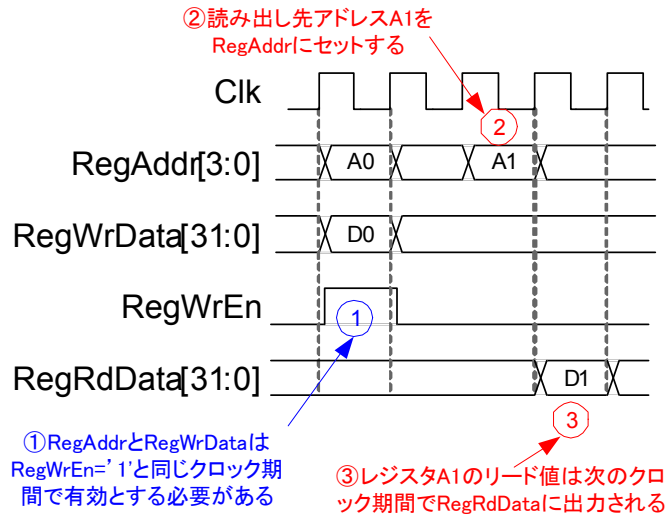 ②読み出し先アドレスA1を
RegAddrにセットする
Clk
2
RegAddr[3:0]
A0
A1
RegWrData[31:0]
D0
RegWrEn
1
RegRdData[31:0]
D1
3
①RegAddrとRegWrDataは
RegWrEn='1'と同じクロック期
間で有効とする必要がある
③レジスタA1のリード値は次のクロ
ック期間でRegRdDataに出力される